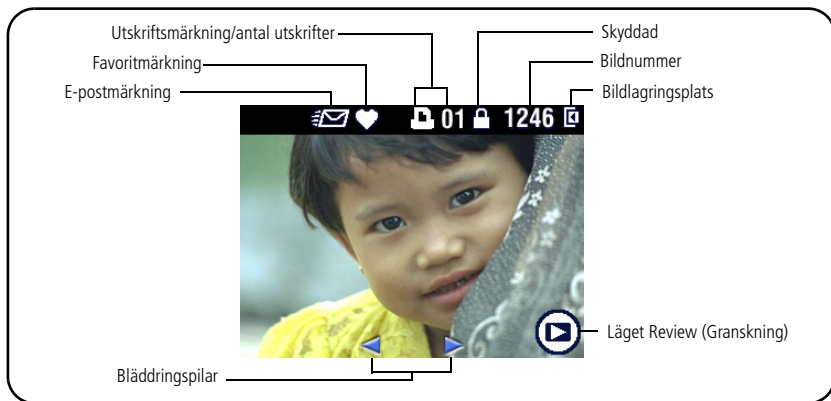 Utskriftsmärkning/antal utskrifter
Skyddad
Favoritmärkning
Bildnummer
E-postmärkning
Bildlagringsplats
01 1246
Läget Review (Granskning)
Bläddringspilar